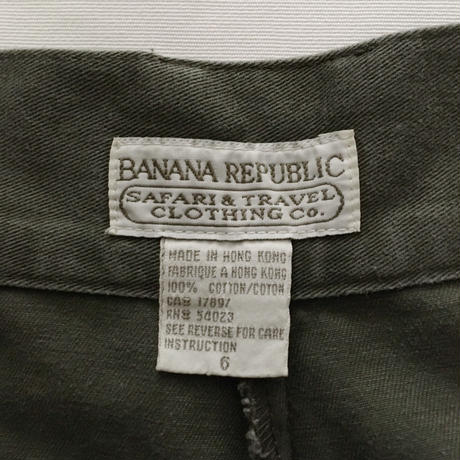 BANANA REPUBLIC
SAFARI & TRAVEL
CLOTHING CO.
MADE IN HONG KONG
FABRIQUE A HONG KONG
100% COTTON/COTON
CA# 17897
RN# 54023
SEE REVERSE FOR CARE
INSTRUCTION
6